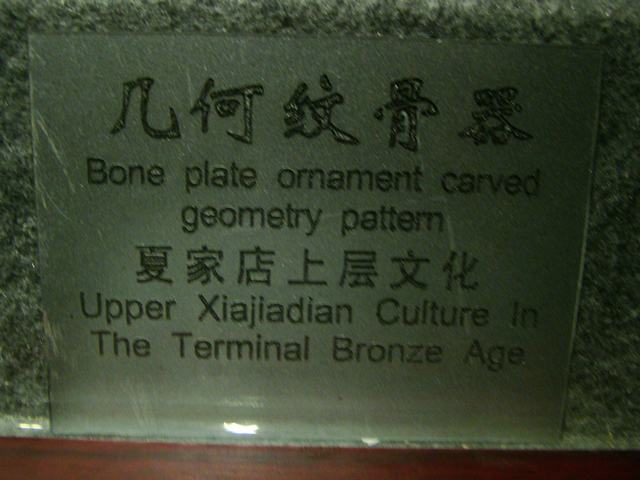 几何纹骨器
Bone plate ornament carved
geometry pattern
夏家店上层文化
Upper Xiajiadian Culture In
The Terminal Bronze Age